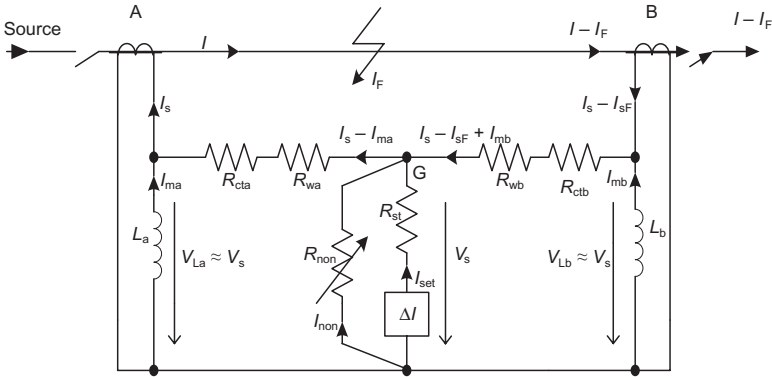 A
B
Source
I
I – I_F
I – I_F
I_F
I_s
I_s – I_sF
I_s – I_ma
I_s – I_sF + I_mb
G
R_cta
R_wa
R_wb
R_ctb
I_ma
I_mb
R_st
L_a
L_b
R_non
V_La ≈ V_s
V_s
V_Lb ≈ V_s
I_set
I_non
ΔI